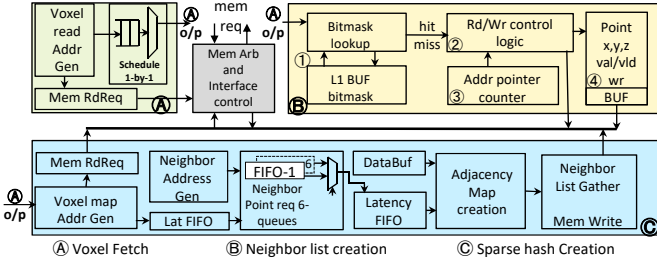 Voxel
read
Addr
Gen
Schedule
1-by-1
Mem RdReq
Ⓐ
Ⓐ
o/p
mem
req
Mem Arb
and
Interface
control
Ⓐ
o/p
Bitmask
lookup
hit
miss
①
L1 BUF
bitmask
Ⓑ
② Rd/Wr control
logic
Addr pointer
③ counter
Point
x,y,z
val/vld
④ wr
BUF
Mem RdReq
Ⓐ
o/p
Voxel map
Addr Gen
Neighbor
Address
Gen
Lat FIFO
FIFO-1
6
Neighbor
Point req 6-
queues
DataBuf
Latency
FIFO
Adjacency
Map
creation
Neighbor
List Gather
Mem Write
Ⓒ
Ⓐ Voxel Fetch
Ⓑ Neighbor list creation
Ⓒ Sparse hash Creation